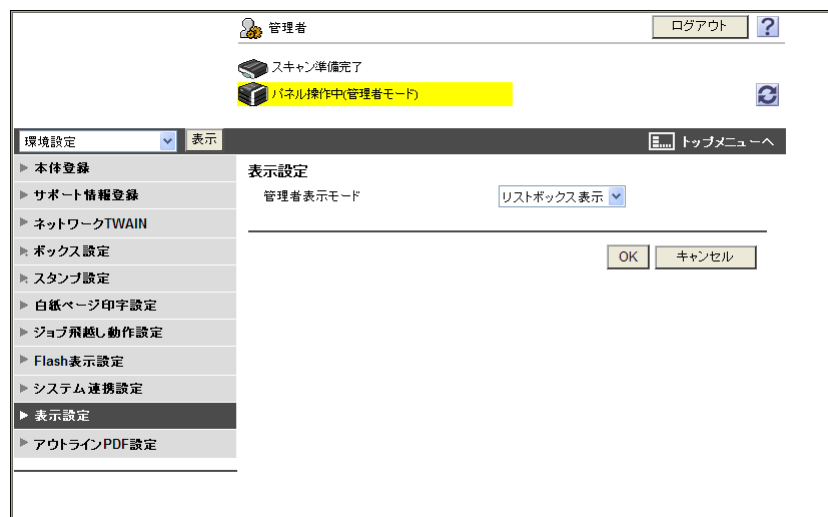 管理者
ログアウト
?
スキャン準備完了
パネル操作中(管理者モード)
環境設定
表示
トップメニューへ
本体登録
サポート情報登録
ネットワークTWAIN
ボックス設定
スタンプ設定
白紙ページ印字設定
ジョブ飛越し動作設定
Flash表示設定
システム連携設定
表示設定
アウトラインPDF設定
表示設定
管理者表示モード
リストボックス表示
OK
キャンセル